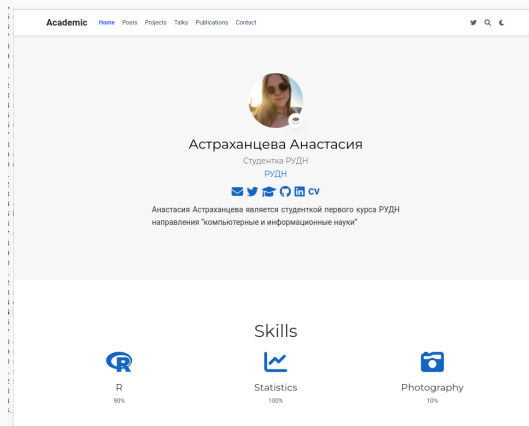 Academic Home Posts Projects Talks Publications Contact
Астраханцева Анастасия
Студентка РУДН
РУДН
CV
Анастасия Астраханцева является студенткой первого курса РУДН
направления "компьютерные и информационные науки"
Skills
R Statistics Photography
90% 100% 10%